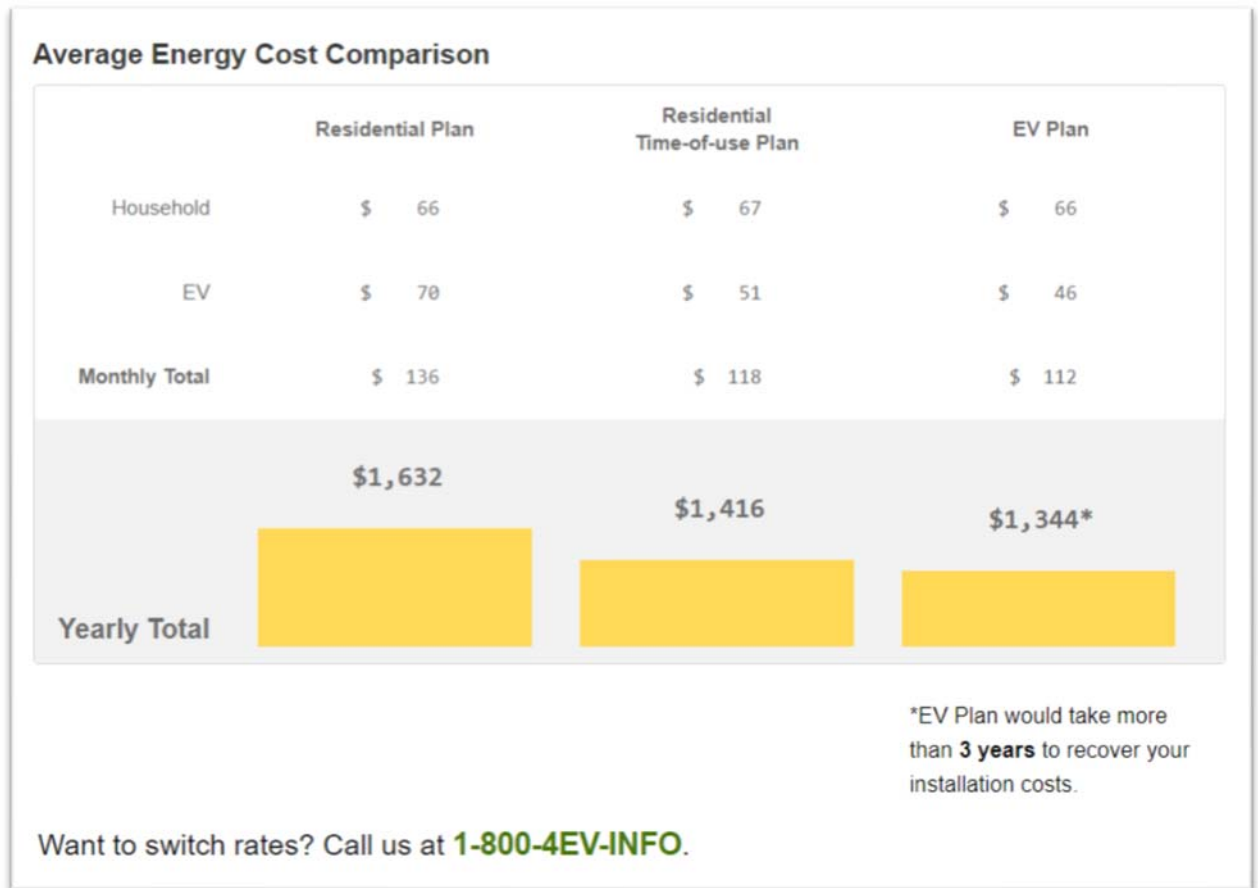 Average Energy Cost Comparison
Residential Plan
Residential
Time-of-use Plan
EV Plan
Household $ 66 $ 67 $ 66
EV $ 70 $ 51 $ 46
Monthly Total $ 136 $ 118 $ 112
$1,632
$1,416
$1,344*
Yearly Total
*EV Plan would take more
than 3 years to recover your
installation costs.
Want to switch rates? Call us at 1-800-4EV-INFO.